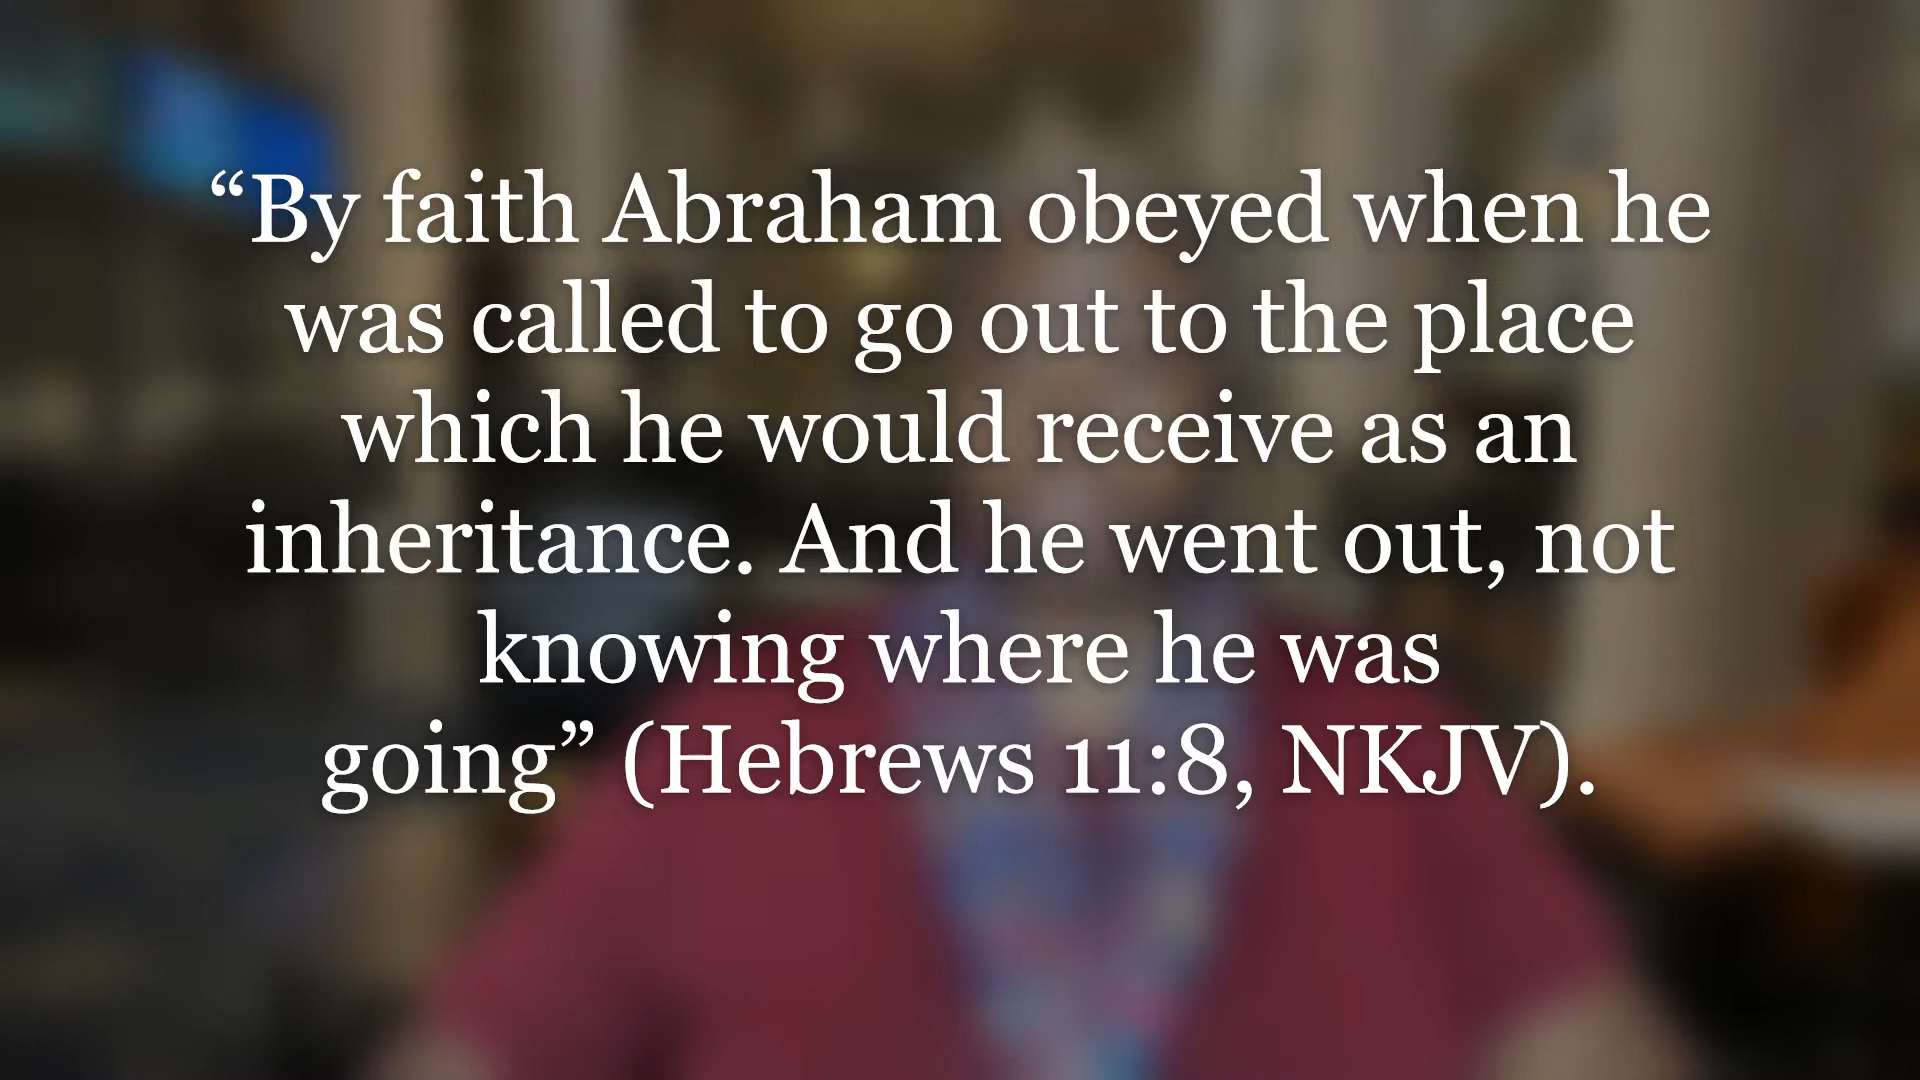 “By faith Abraham obeyed when he
was called to go out to the place
which he would receive as an
inheritance. And he went out, not
knowing where he was
going” (Hebrews 11:8, NKJV).